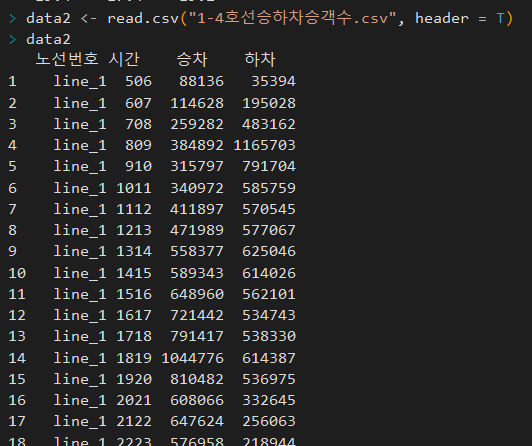 > data2 <- read.csv("1-4호선승하차승객수.csv", header = T)
> data2
노선번호 시간 승차 하차
1 line_1 506 88136 35394
2 line_1 607 114628 195028
3 line_1 708 259282 483162
4 line_1 809 384892 1165703
5 line_1 910 315797 791704
6 line_1 1011 340972 585759
7 line_1 1112 411897 570545
8 line_1 1213 471989 577067
9 line_1 1314 558377 625046
10 line_1 1415 589343 614026
11 line_1 1516 648960 562101
12 line_1 1617 721442 534743
13 line_1 1718 791417 538330
14 line_1 1819 1044776 614387
15 line_1 1920 810482 536975
16 line_1 2021 608066 332645
17 line_1 2122 647624 256063
18 line_1 2223 576958 218944